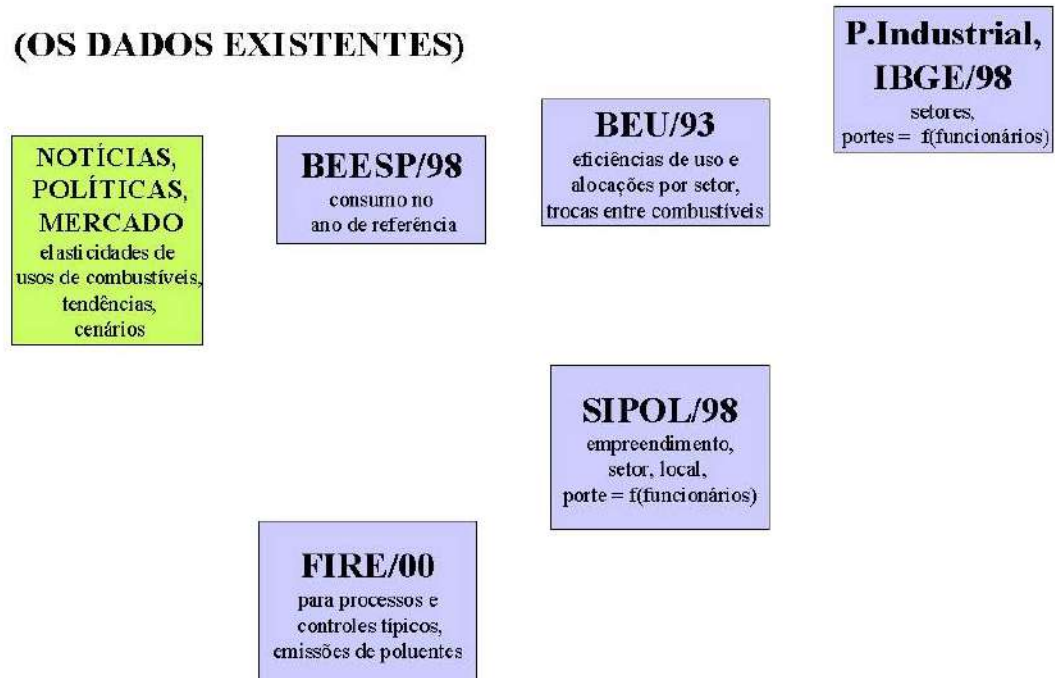 (OS DADOS EXISTENTES)
P.Industrial,
IBGE/98
setores,
portes = f(funcionários)
BEU/93
eficiências de uso e
alocações por setor,
trocas entre combustíveis
BEESP/98
consumo no
ano de referência
NOTÍCIAS,
POLÍTICAS,
MERCADO
elasticidades de
usos de combustíveis,
tendências,
cenários
SIPOL/98
empreendimento,
setor, local,
porte = f(funcionários)
FIRE/00
para processos e
controles típicos,
emissões de poluentes